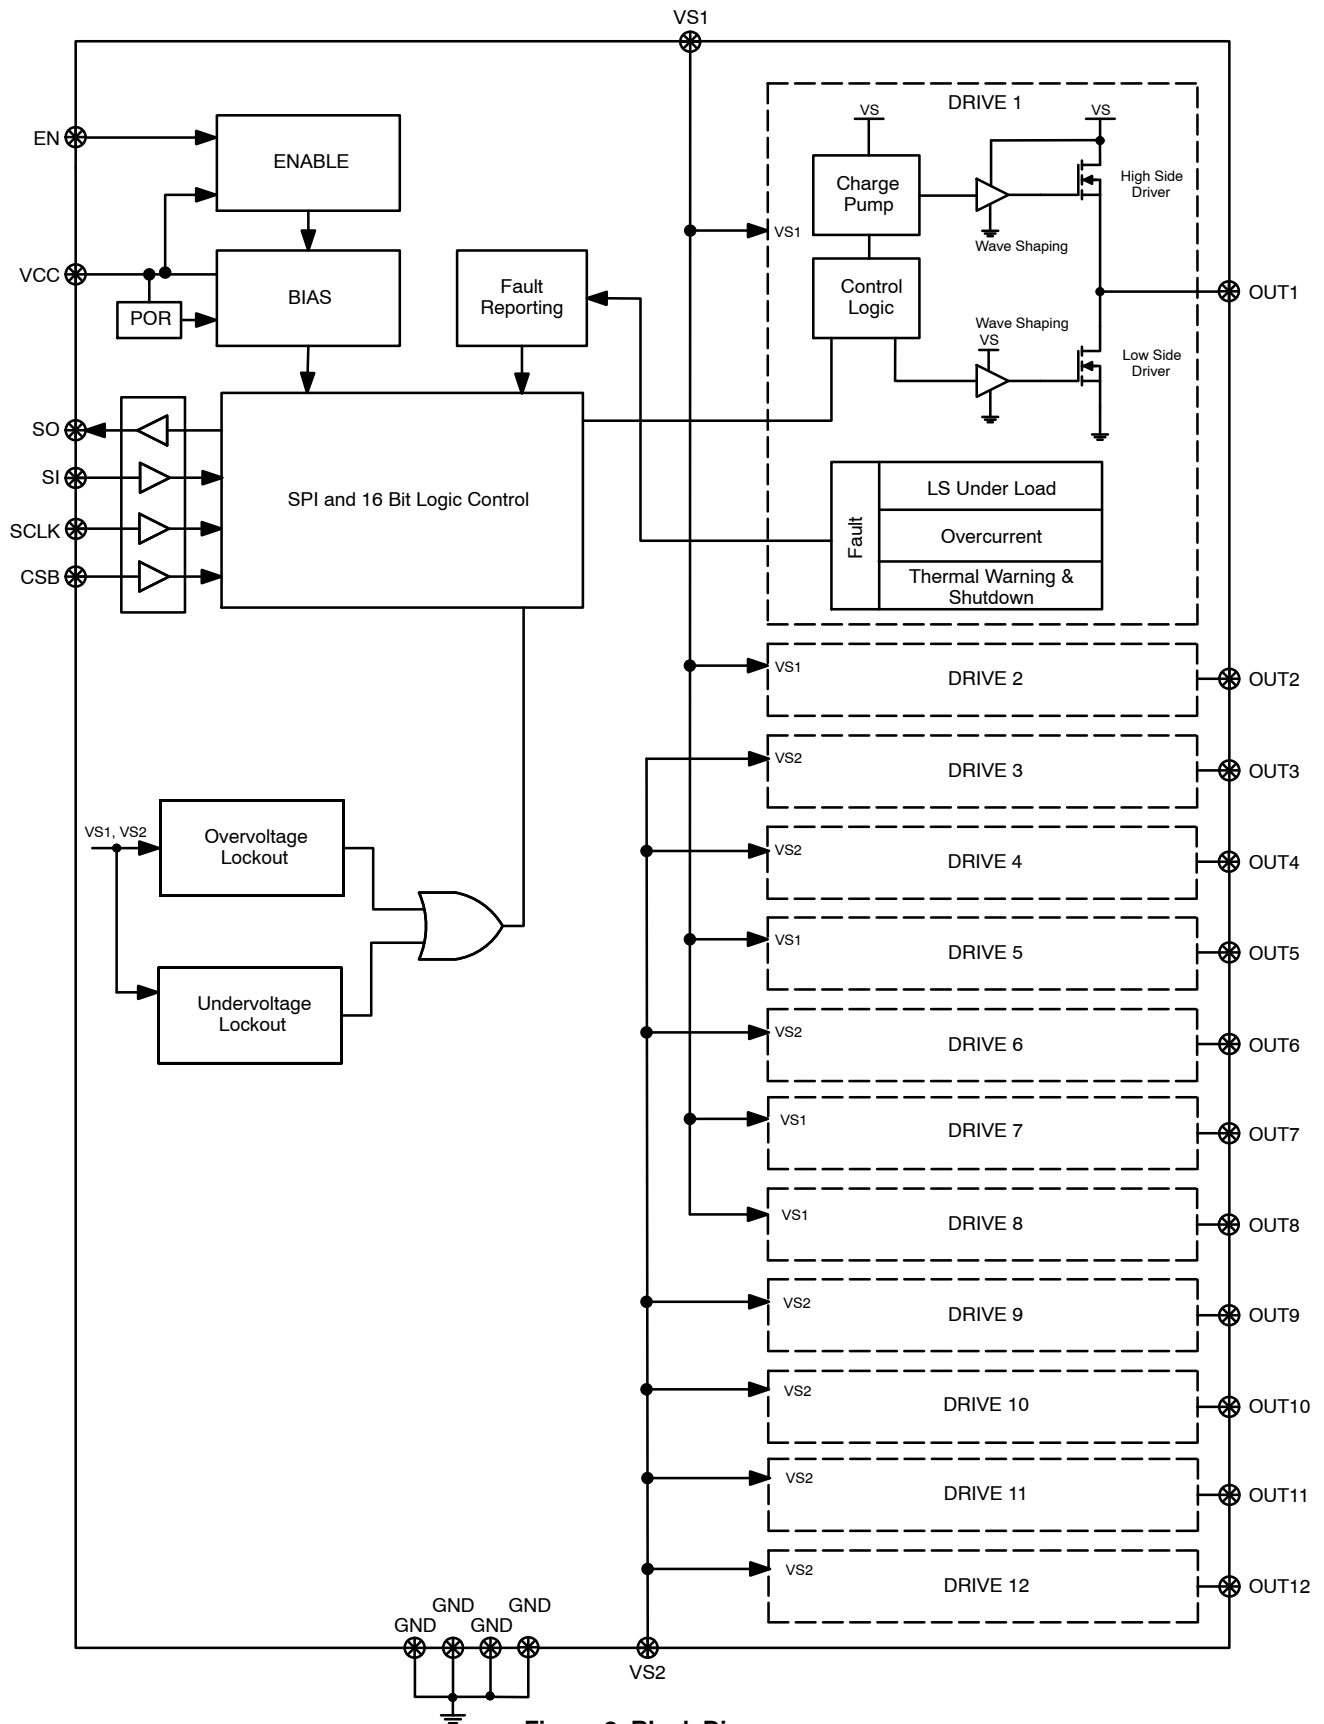 VS1
DRIVE 1
VS
VS
EN
ENABLE
Charge
Pump
High Side
Driver
VS1
Wave Shaping
VCC
BIAS
Fault
Reporting
Control
Logic
OUT1
POR
Wave Shaping
VS
Low Side
Driver
SO
SI
SCLK
CSB
SPI and 16 Bit Logic Control
Fault
LS Under Load
Overcurrent
Thermal Warning &
Shutdown
VS1
DRIVE 2
OUT2
VS2
DRIVE 3
OUT3
VS1, VS2
Overvoltage
Lockout
VS2
DRIVE 4
OUT4
VS1
DRIVE 5
OUT5
Undervoltage
Lockout
VS2
DRIVE 6
OUT6
VS1
DRIVE 7
OUT7
VS1
DRIVE 8
OUT8
VS2
DRIVE 9
OUT9
VS2
DRIVE 10
OUT10
VS2
DRIVE 11
OUT11
VS2
DRIVE 12
OUT12
GND
GND
GND
GND
VS2